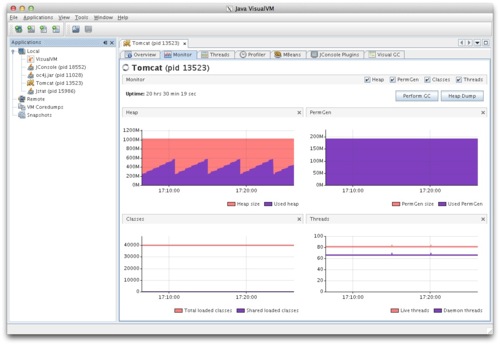 Java VisualVM
File Applications View Tools Window Help
Applications
Local
VisualVM
JConsole (pid 18552)
oc4j.jar (pid 11028)
Tomcat (pid 13523)
Jstat (pid 15986)
Remote
VM Coredumps
Snapshots
Tomcat (pid 13523)
Overview Monitor Threads Profiler MBeans JConsole Plugins Visual GC
Tomcat (pid 13523)
Monitor
Heap PermGen Classes Threads
Uptime: 20 hrs 30 min 19 sec
Perform GC Heap Dump
Heap
1200M
1000M
800M
600M
400M
200M
0M
17:10:00 17:20:00
Heap size Used heap
PermGen
200M
150M
100M
50M
0M
17:10:00 17:20:00
PermGen size Used PermGen
Classes
40000
30000
20000
10000
0
17:10:00 17:20:00
Total loaded classes Shared loaded classes
Threads
100
80
60
40
20
0
17:10:00 17:20:00
Live threads Daemon threads